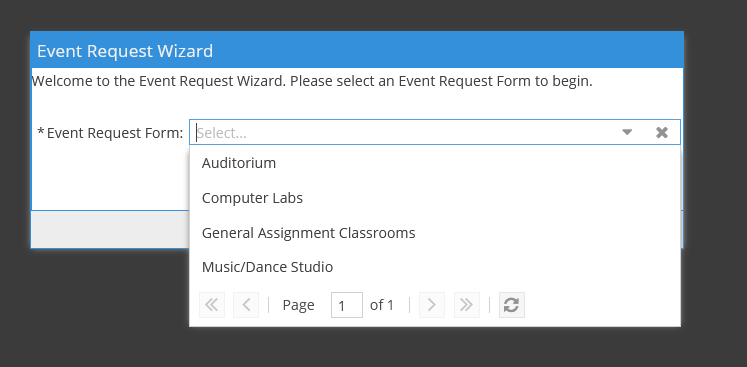 Event Request Wizard
Welcome to the Event Request Wizard. Please select an Event Request Form to begin.
* Event Request Form: Select...
Auditorium
Computer Labs
General Assignment Classrooms
Music/Dance Studio
Page 1 of 1